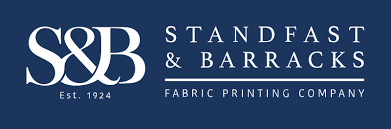 S&B
Est. 1924
STANDFAST
& BARRACKS
FABRIC PRINTING COMPANY